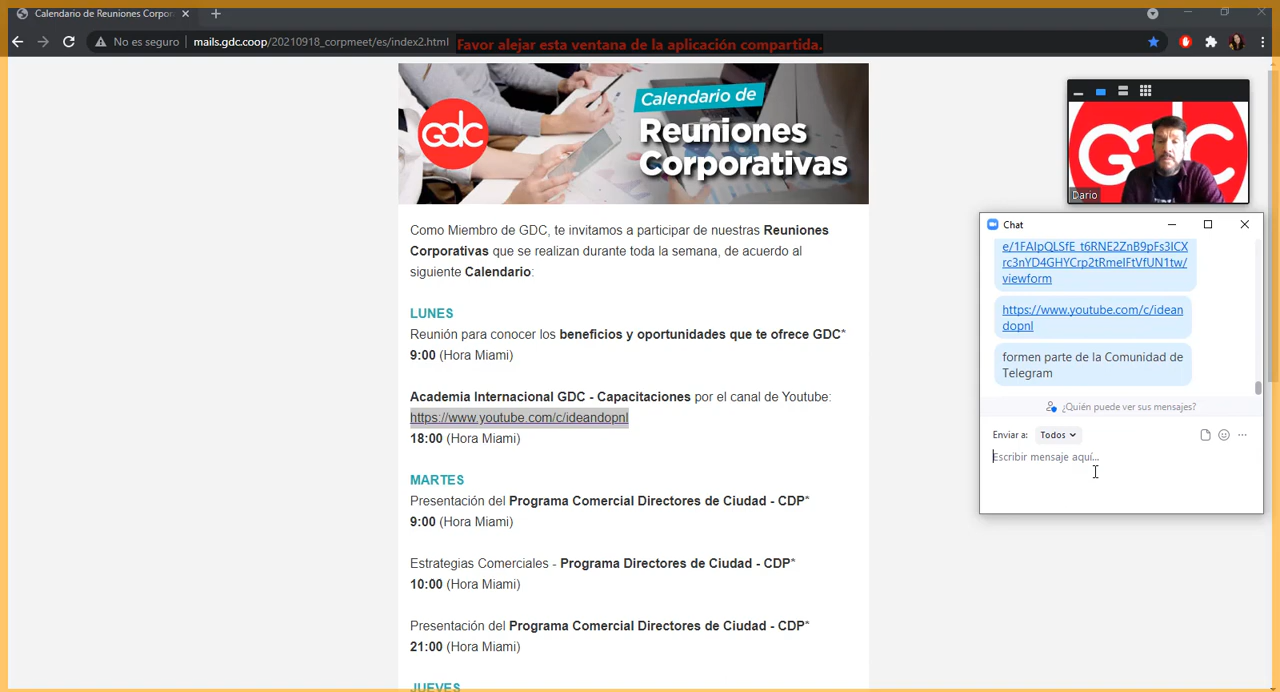 Calendario de Reuniones Corpor
No es seguro
mails.gdc.coop/20210918_corpmeet/es/index2.html
Favor alejar esta ventana de la aplicación compartida.
gdc
Calendario de
Reuniones
Corporativas
Como Miembro de GDC, te invitamos a participar de nuestras Reuniones
Corporativas que se realizan durante toda la semana, de acuerdo al
siguiente Calendario:
LUNES
Reunión para conocer los beneficios y oportunidades que te ofrece GDC*
9:00 (Hora Miami)
Academia Internacional GDC - Capacitaciones por el canal de Youtube:
https://www.youtube.com/c/ideandopnl
18:00 (Hora Miami)
MARTES
Presentación del Programa Comercial Directores de Ciudad - CDP*
9:00 (Hora Miami)
Estrategias Comerciales - Programa Directores de Ciudad - CDP*
10:00 (Hora Miami)
Presentación del Programa Comercial Directores de Ciudad - CDP*
21:00 (Hora Miami)
JUEVES
Dario
Chat
e/1FAIpQLSfE_t6RNE2ZnB9pFs3ICX
rc3nYD4GHYCrp2tRmeIFtVfUN1tw/
viewform
https://www.youtube.com/c/idean
dopnl
formen parte de la Comunidad de
Telegram
¿Quién puede ver sus mensajes?
Enviar a: Todos
Escribir mensaje aquí...